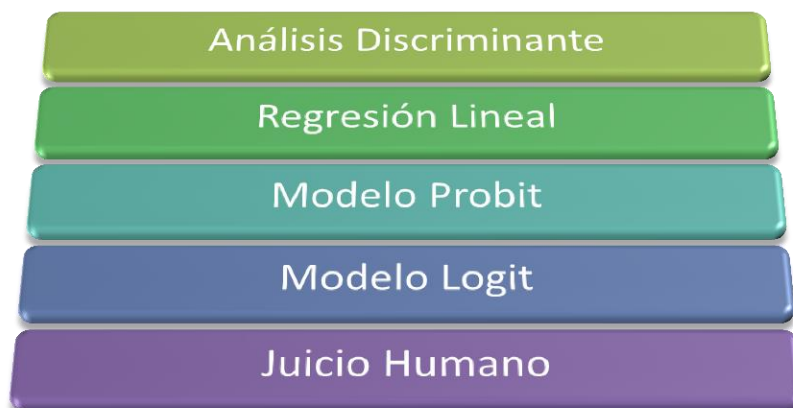 Análisis Discriminante
Regresión Lineal
Modelo Probit
Modelo Logit
Juicio Humano